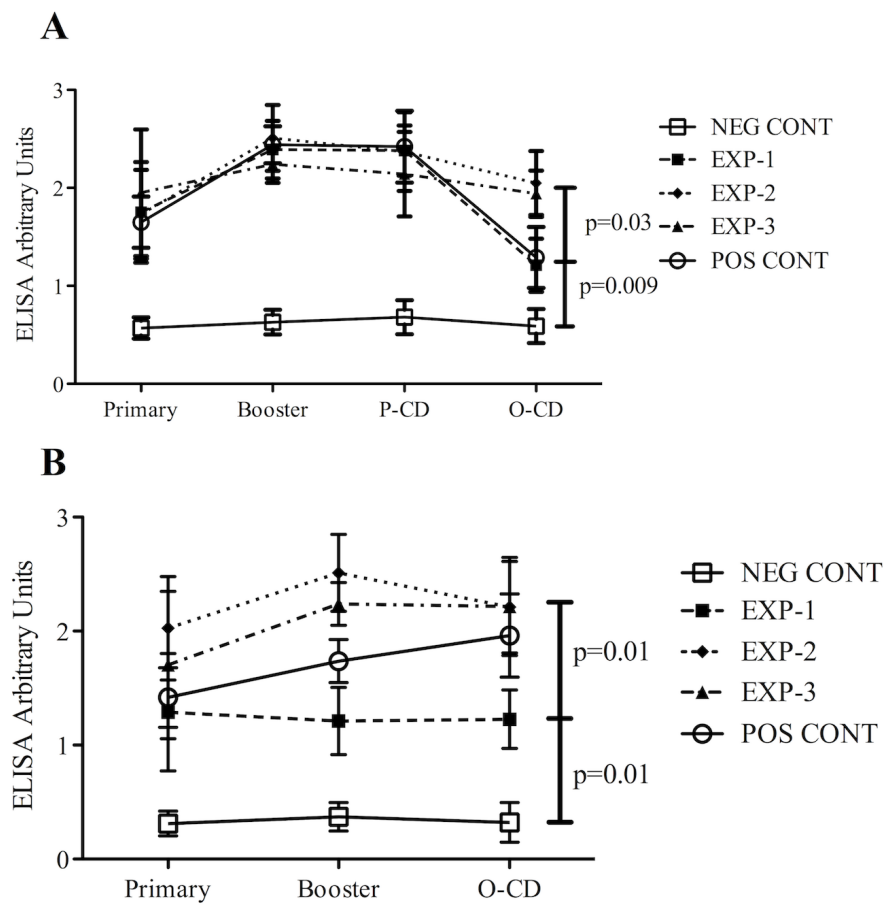 A
ELISA Arbitrary Units
3
2
1
0
Primary Booster P-CD O-CD
NEG CONT
EXP-1
EXP-2
EXP-3
POS CONT
p=0.03
p=0.009
B
ELISA Arbitrary Units
3
2
1
0
Primary Booster O-CD
NEG CONT
EXP-1
EXP-2
EXP-3
POS CONT
p=0.01
p=0.01